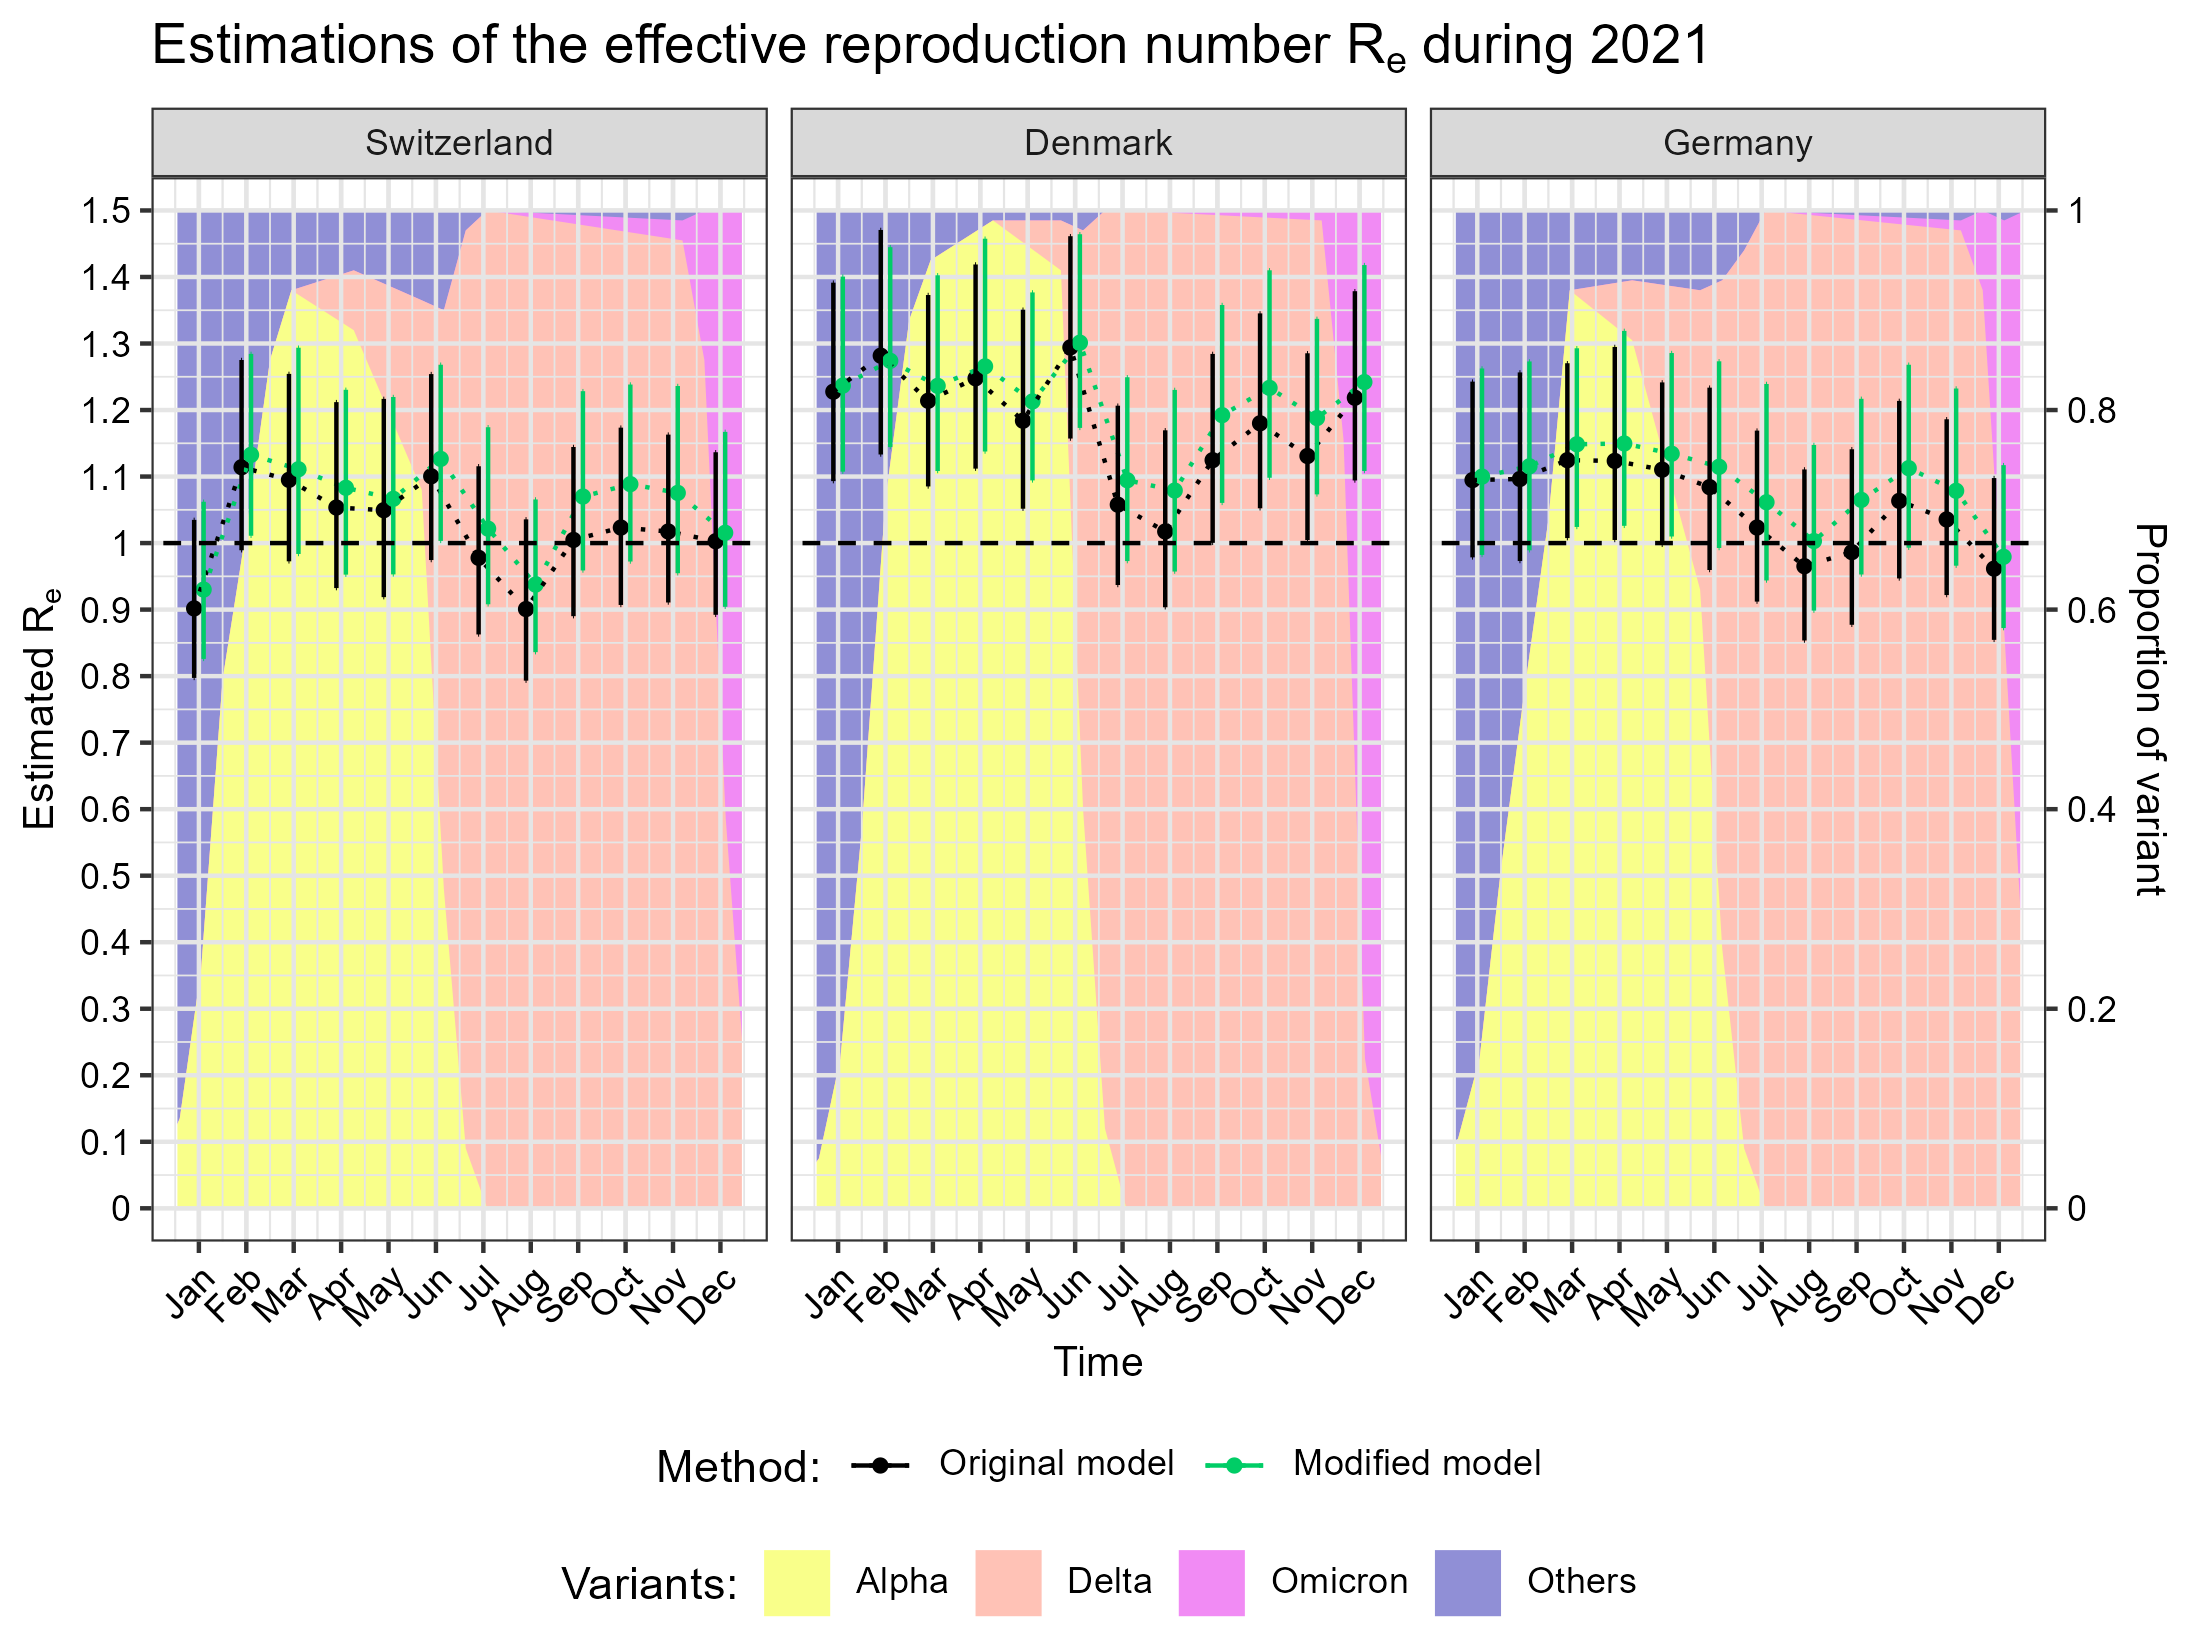 Estimations of the effective reproduction number Re during 2021
Switzerland Denmark Germany
Estimated Re
1.5
1.4
1.3
1.2
1.1
1
0.9
0.8
0.7
0.6
0.5
0.4
0.3
0.2
0.1
0
1
0.8
0.6
0.4
0.2
0
Proportion of variant
Jan Feb Mar Apr May Jun Jul Aug Sep Oct Nov Dec
Jan Feb Mar Apr May Jun Jul Aug Sep Oct Nov Dec
Jan Feb Mar Apr May Jun Jul Aug Sep Oct Nov Dec
Time
Method: Original model Modified model
Variants: Alpha Delta Omicron Others